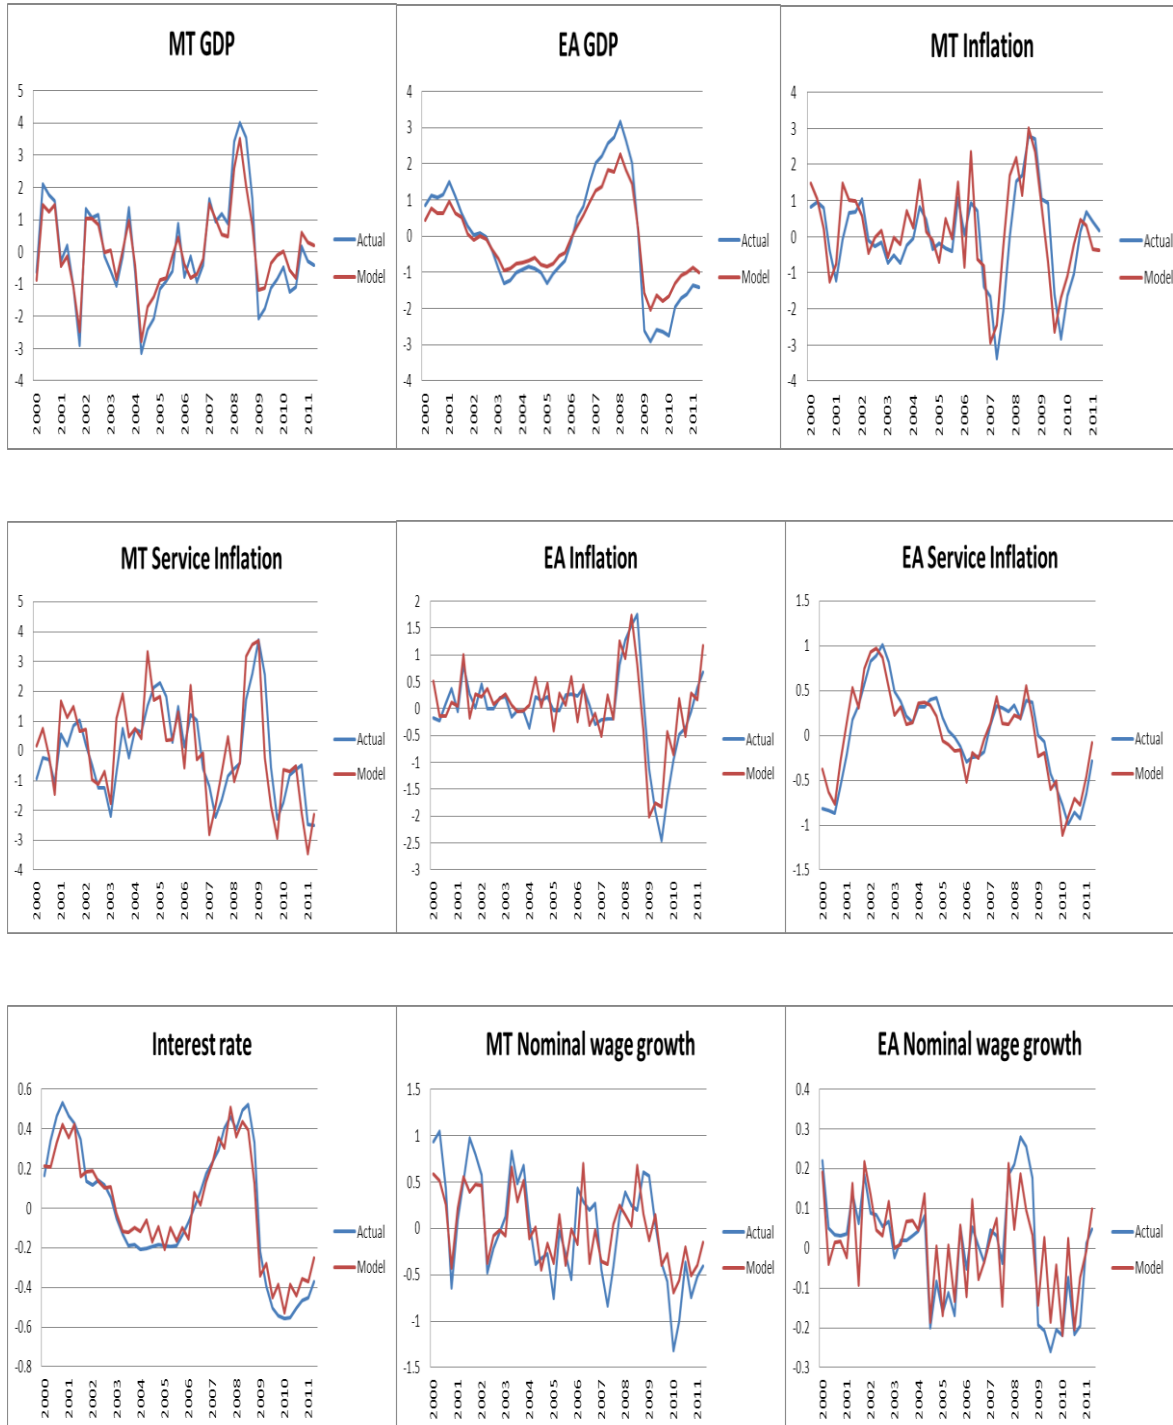 MT GDP
5
4
3
2
1
0
-1
-2
-3
-4
2000 2001 2002 2003 2004 2005 2006 2007 2008 2009 2010 2011
Actual
Model
EA GDP
4
3
2
1
0
-1
-2
-3
-4
2000 2001 2002 2003 2004 2005 2006 2007 2008 2009 2010 2011
Actual
Model
MT Inflation
4
3
2
1
0
-1
-2
-3
-4
2000 2001 2002 2003 2004 2005 2006 2007 2008 2009 2010 2011
Actual
Model
MT Service Inflation
5
4
3
2
1
0
-1
-2
-3
-4
2000 2001 2002 2003 2004 2005 2006 2007 2008 2009 2010 2011
Actual
Model
EA Inflation
2
1.5
1
0.5
0
-0.5
-1
-1.5
-2
-2.5
-3
2000 2001 2002 2003 2004 2005 2006 2007 2008 2009 2010 2011
Actual
Model
EA Service Inflation
1.5
1
0.5
0
-0.5
-1
-1.5
2000 2001 2002 2003 2004 2005 2006 2007 2008 2009 2010 2011
Actual
Model
Interest rate
0.6
0.4
0.2
0
-0.2
-0.4
-0.6
-0.8
2000 2001 2002 2003 2004 2005 2006 2007 2008 2009 2010 2011
Actual
Model
MT Nominal wage growth
1.5
1
0.5
0
-0.5
-1
-1.5
2000 2001 2002 2003 2004 2005 2006 2007 2008 2009 2010 2011
Actual
Model
EA Nominal wage growth
0.4
0.3
0.2
0.1
0
-0.1
-0.2
-0.3
2000 2001 2002 2003 2004 2005 2006 2007 2008 2009 2010 2011
Actual
Model